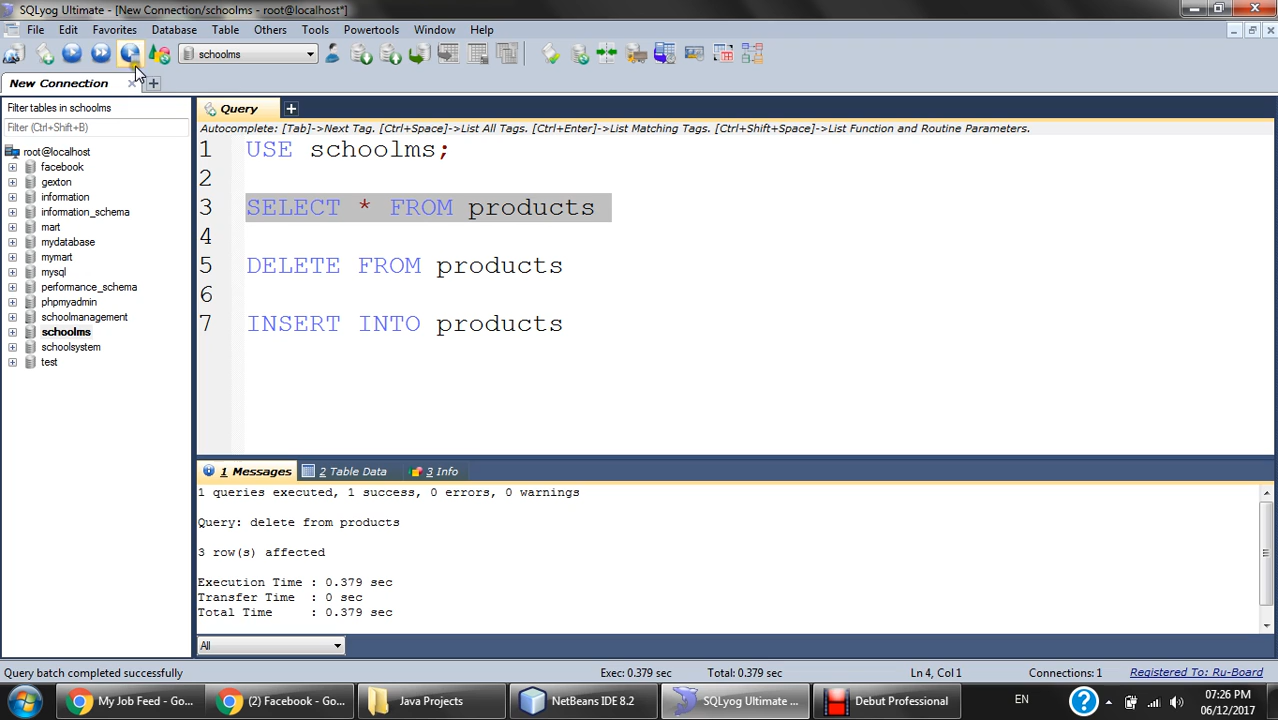 SQLyog Ultimate - [New Connection/schoolms - root@localhost*]
File Edit Favorites Database Table Others Tools Powertools Window Help
schoolms
New Connection
Filter tables in schoolms
Filter (Ctrl+Shift+B)
root@localhost
facebook
gexton
information
information_schema
mart
mydatabase
mymart
mysql
performance_schema
phpmyadmin
schoolmanagement
schoolms
schoolsystem
test
Query
Autocomplete: [Tab]->Next Tag. [Ctrl+Space]->List All Tags. [Ctrl+Enter]->List Matching Tags. [Ctrl+Shift+Space]->List Function and Routine Parameters.
1 USE schoolms;
2
3 SELECT * FROM products
4
5 DELETE FROM products
6
7 INSERT INTO products
1 Messages 2 Table Data 3 Info
1 queries executed, 1 success, 0 errors, 0 warnings
Query: delete from products
3 row(s) affected
Execution Time : 0.379 sec
Transfer Time : 0 sec
Total Time : 0.379 sec
All
Query batch completed successfully Exec: 0.379 sec Total: 0.379 sec Ln 4, Col 1 Connections: 1 Registered To: Ru-Board
My Job Feed - Go... (2) Facebook - Go... Java Projects NetBeans IDE 8.2 SQLyog Ultimate ... Debut Professional EN 07:26 PM
06/12/2017